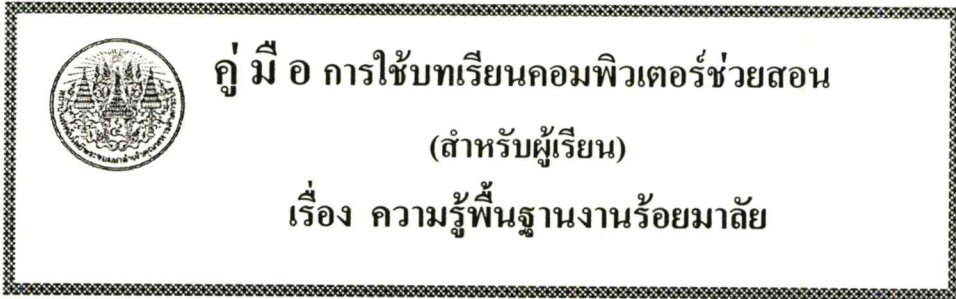 คู่ มื อ การใช้บทเรียนคอมพิวเตอร์ช่วยสอน
(สำหรับผู้เรียน)
เรื่อง ความรู้พื้นฐานงานร้อยมาลัย